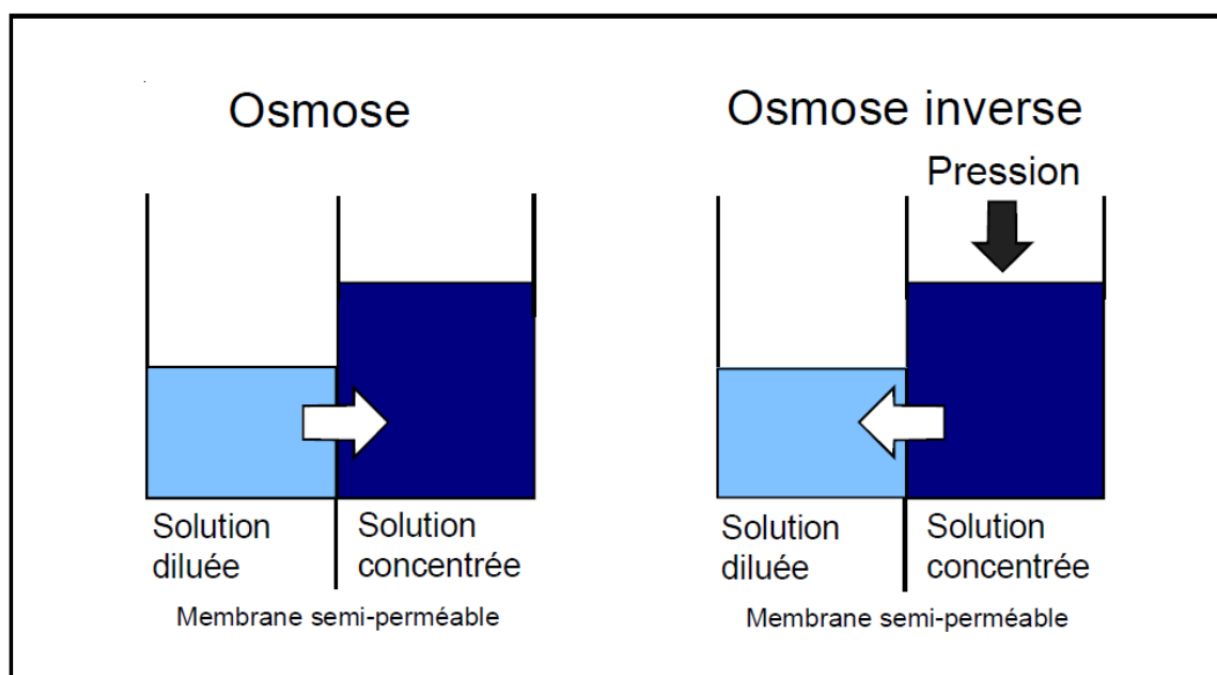 Osmose
Solution
diluée
Solution
concentrée
Membrane semi-perméable
Osmose inverse
Pression
Solution
diluée
Solution
concentrée
Membrane semi-perméable